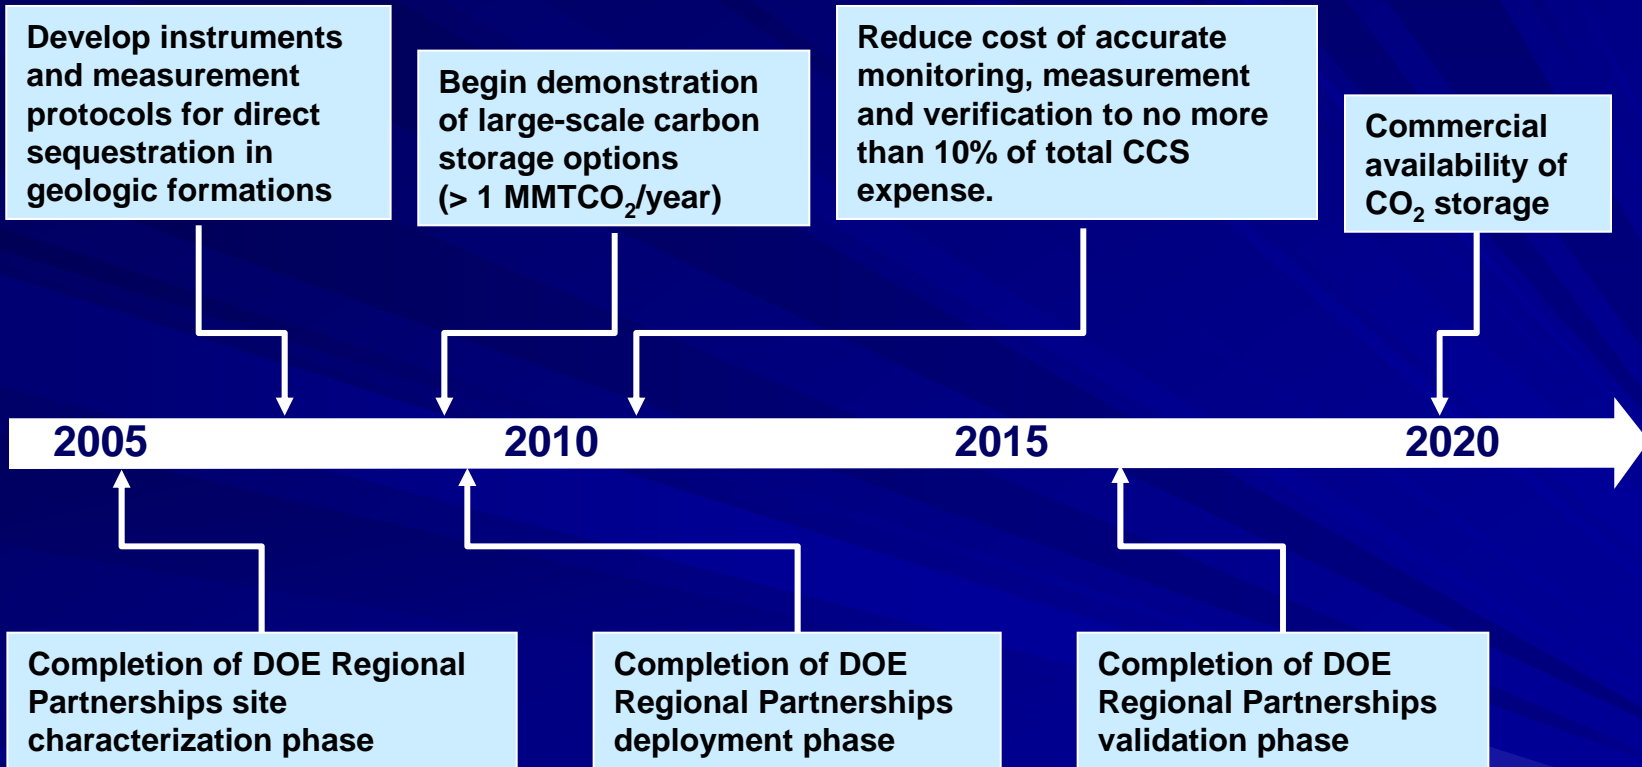 Develop instruments
and measurement
protocols for direct
sequestration in
geologic formations
Begin demonstration
of large-scale carbon
storage options
(> 1 MMTCO₂/year)
Reduce cost of accurate
monitoring, measurement
and verification to no more
than 10% of total CCS
expense.
Commercial
availability of
CO₂ storage
2005
2010
2015
2020
Completion of DOE Regional
Partnerships site
characterization phase
Completion of DOE
Regional Partnerships
deployment phase
Completion of DOE
Regional Partnerships
validation phase